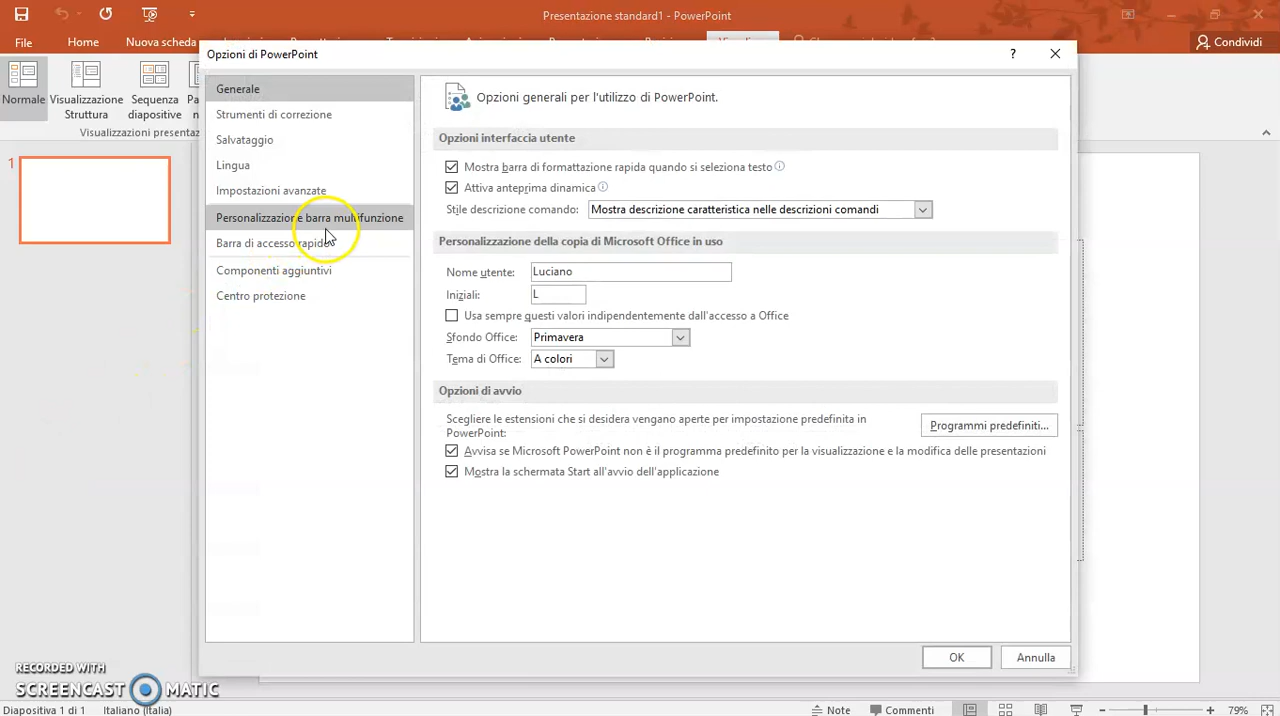 Presentazione standard1 - PowerPoint
File
Home
Nuova scheda
Condividi
Normale
Visualizzazione
Struttura
Sequenza
diapositive
Visualizzazioni presentaz
Opzioni di PowerPoint
?
Generale
Strumenti di correzione
Salvataggio
Lingua
Impostazioni avanzate
Personalizzazione barra multifunzione
Barra di accesso rapido
Componenti aggiuntivi
Centro protezione
Opzioni generali per l'utilizzo di PowerPoint.
Opzioni interfaccia utente
Mostra barra di formattazione rapida quando si seleziona testo
Attiva anteprima dinamica
Stile descrizione comando: Mostra descrizione caratteristica nelle descrizioni comandi
Personalizzazione della copia di Microsoft Office in uso
Nome utente: Luciano
Iniziali: L
Usa sempre questi valori indipendentemente dall'accesso a Office
Sfondo Office: Primavera
Tema di Office: A colori
Opzioni di avvio
Scegliere le estensioni che si desidera vengano aperte per impostazione predefinita in
PowerPoint:
Programmi predefiniti...
Avvisa se Microsoft PowerPoint non è il programma predefinito per la visualizzazione e la modifica delle presentazioni
Mostra la schermata Start all'avvio dell'applicazione
OK
Annulla
1
RECORDED WITH
SCREENCAST MATIC
Diapositiva 1 di 1
Italiano (Italia)
Note
Commenti
79%